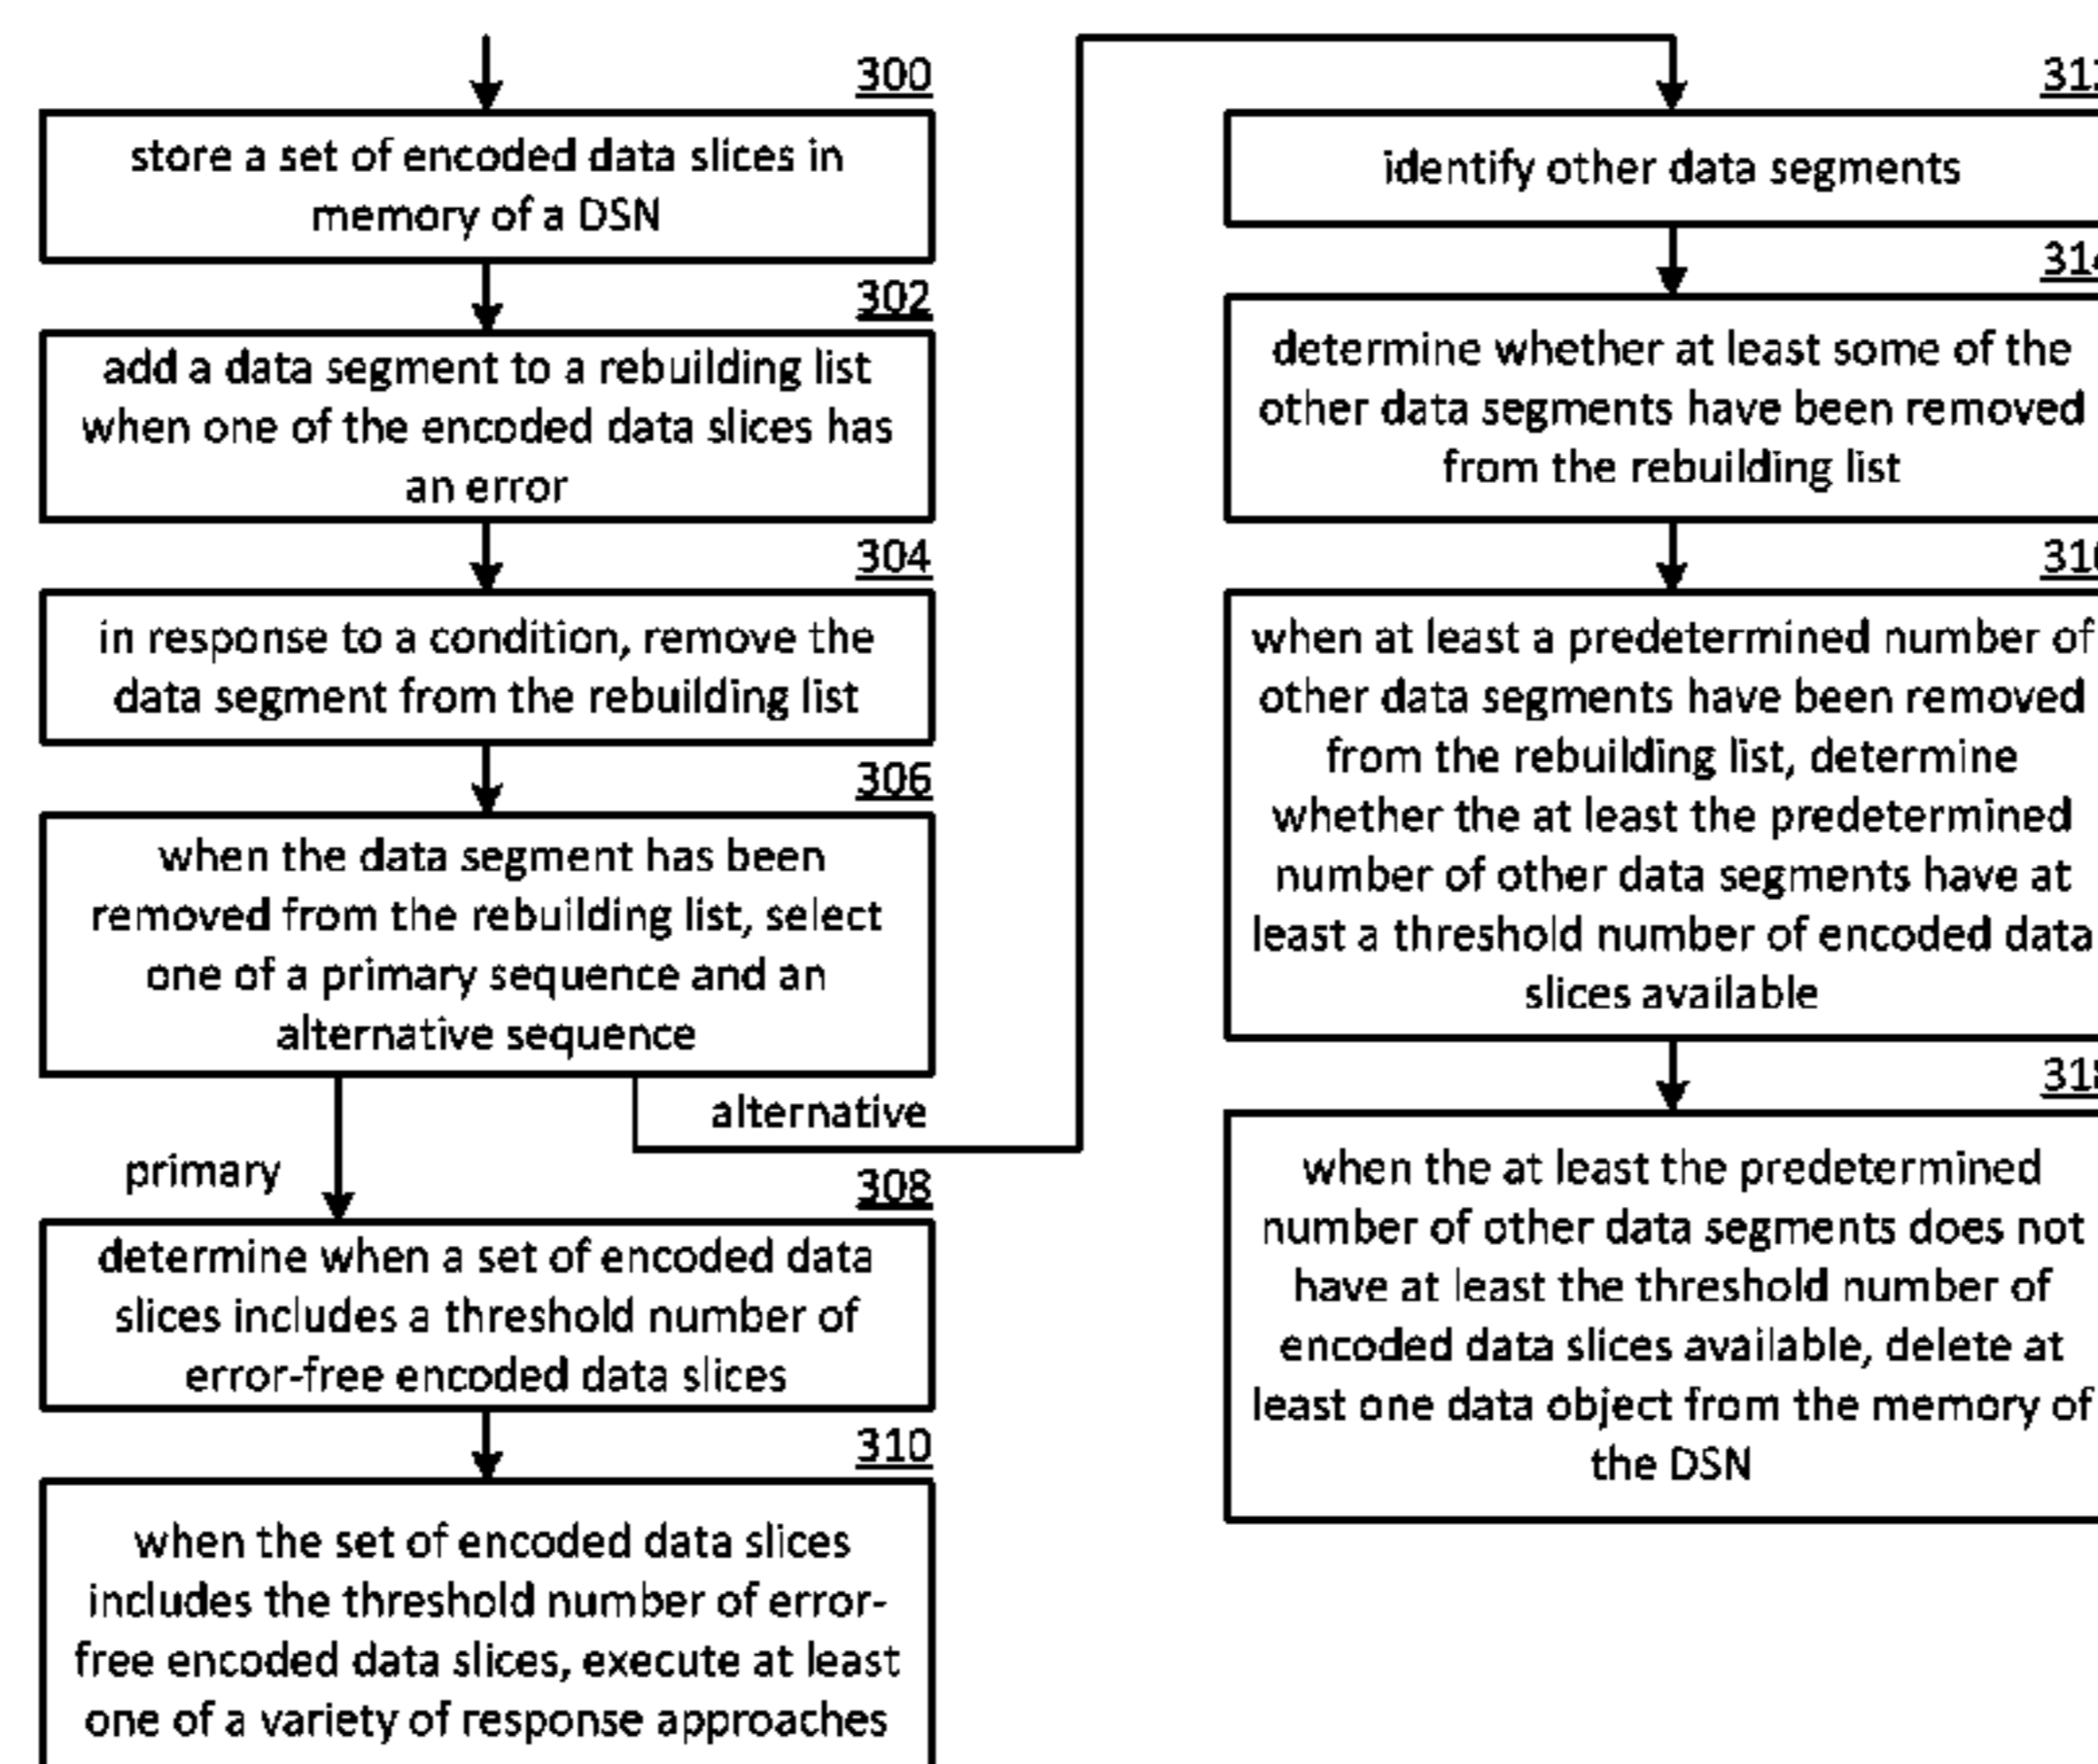 300
store a set of encoded data slices in
memory of a DSN
302
add a data segment to a rebuilding list
when one of the encoded data slices has
an error
304
in response to a condition, remove the
data segment from the rebuilding list
306
when the data segment has been
removed from the rebuilding list, select
one of a primary sequence and an
alternative sequence
alternative
primary
308
determine when a set of encoded data
slices includes a threshold number of
error-free encoded data slices
310
when the set of encoded data slices
includes the threshold number of error-
free encoded data slices, execute at least
one of a variety of response approaches
identify other data segments
determine whether at least some of the
other data segments have been removed
from the rebuilding list
when at least a predetermined number of
other data segments have been removed
from the rebuilding list, determine
whether the at least the predetermined
number of other data segments have at
least a threshold number of encoded data
slices available
when the at least the predetermined
number of other data segments does not
have at least the threshold number of
encoded data slices available, delete at
least one data object from the memory of
the DSN